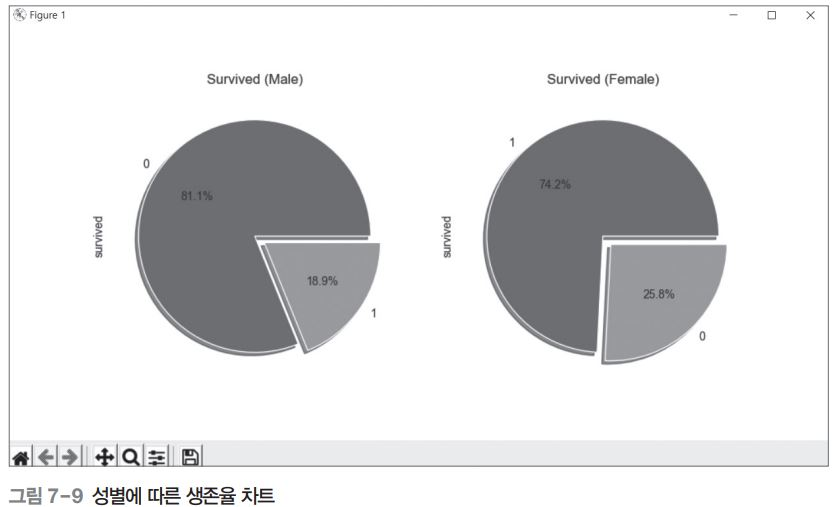 Figure 1
Survived (Male)
0
81.1%
survived
18.9%
1
Survived (Female)
1
74.2%
survived
25.8%
0
그림 7-9 성별에 따른 생존율 차트